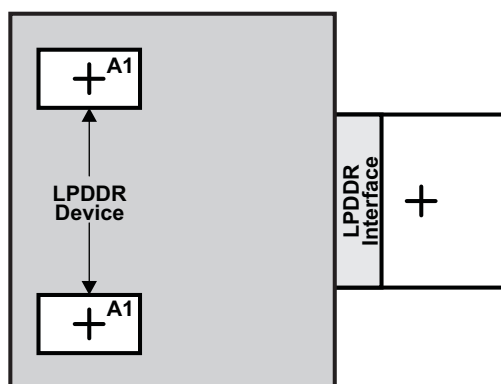 A1
LPDDR
Device
LPDDR
Interface
A1